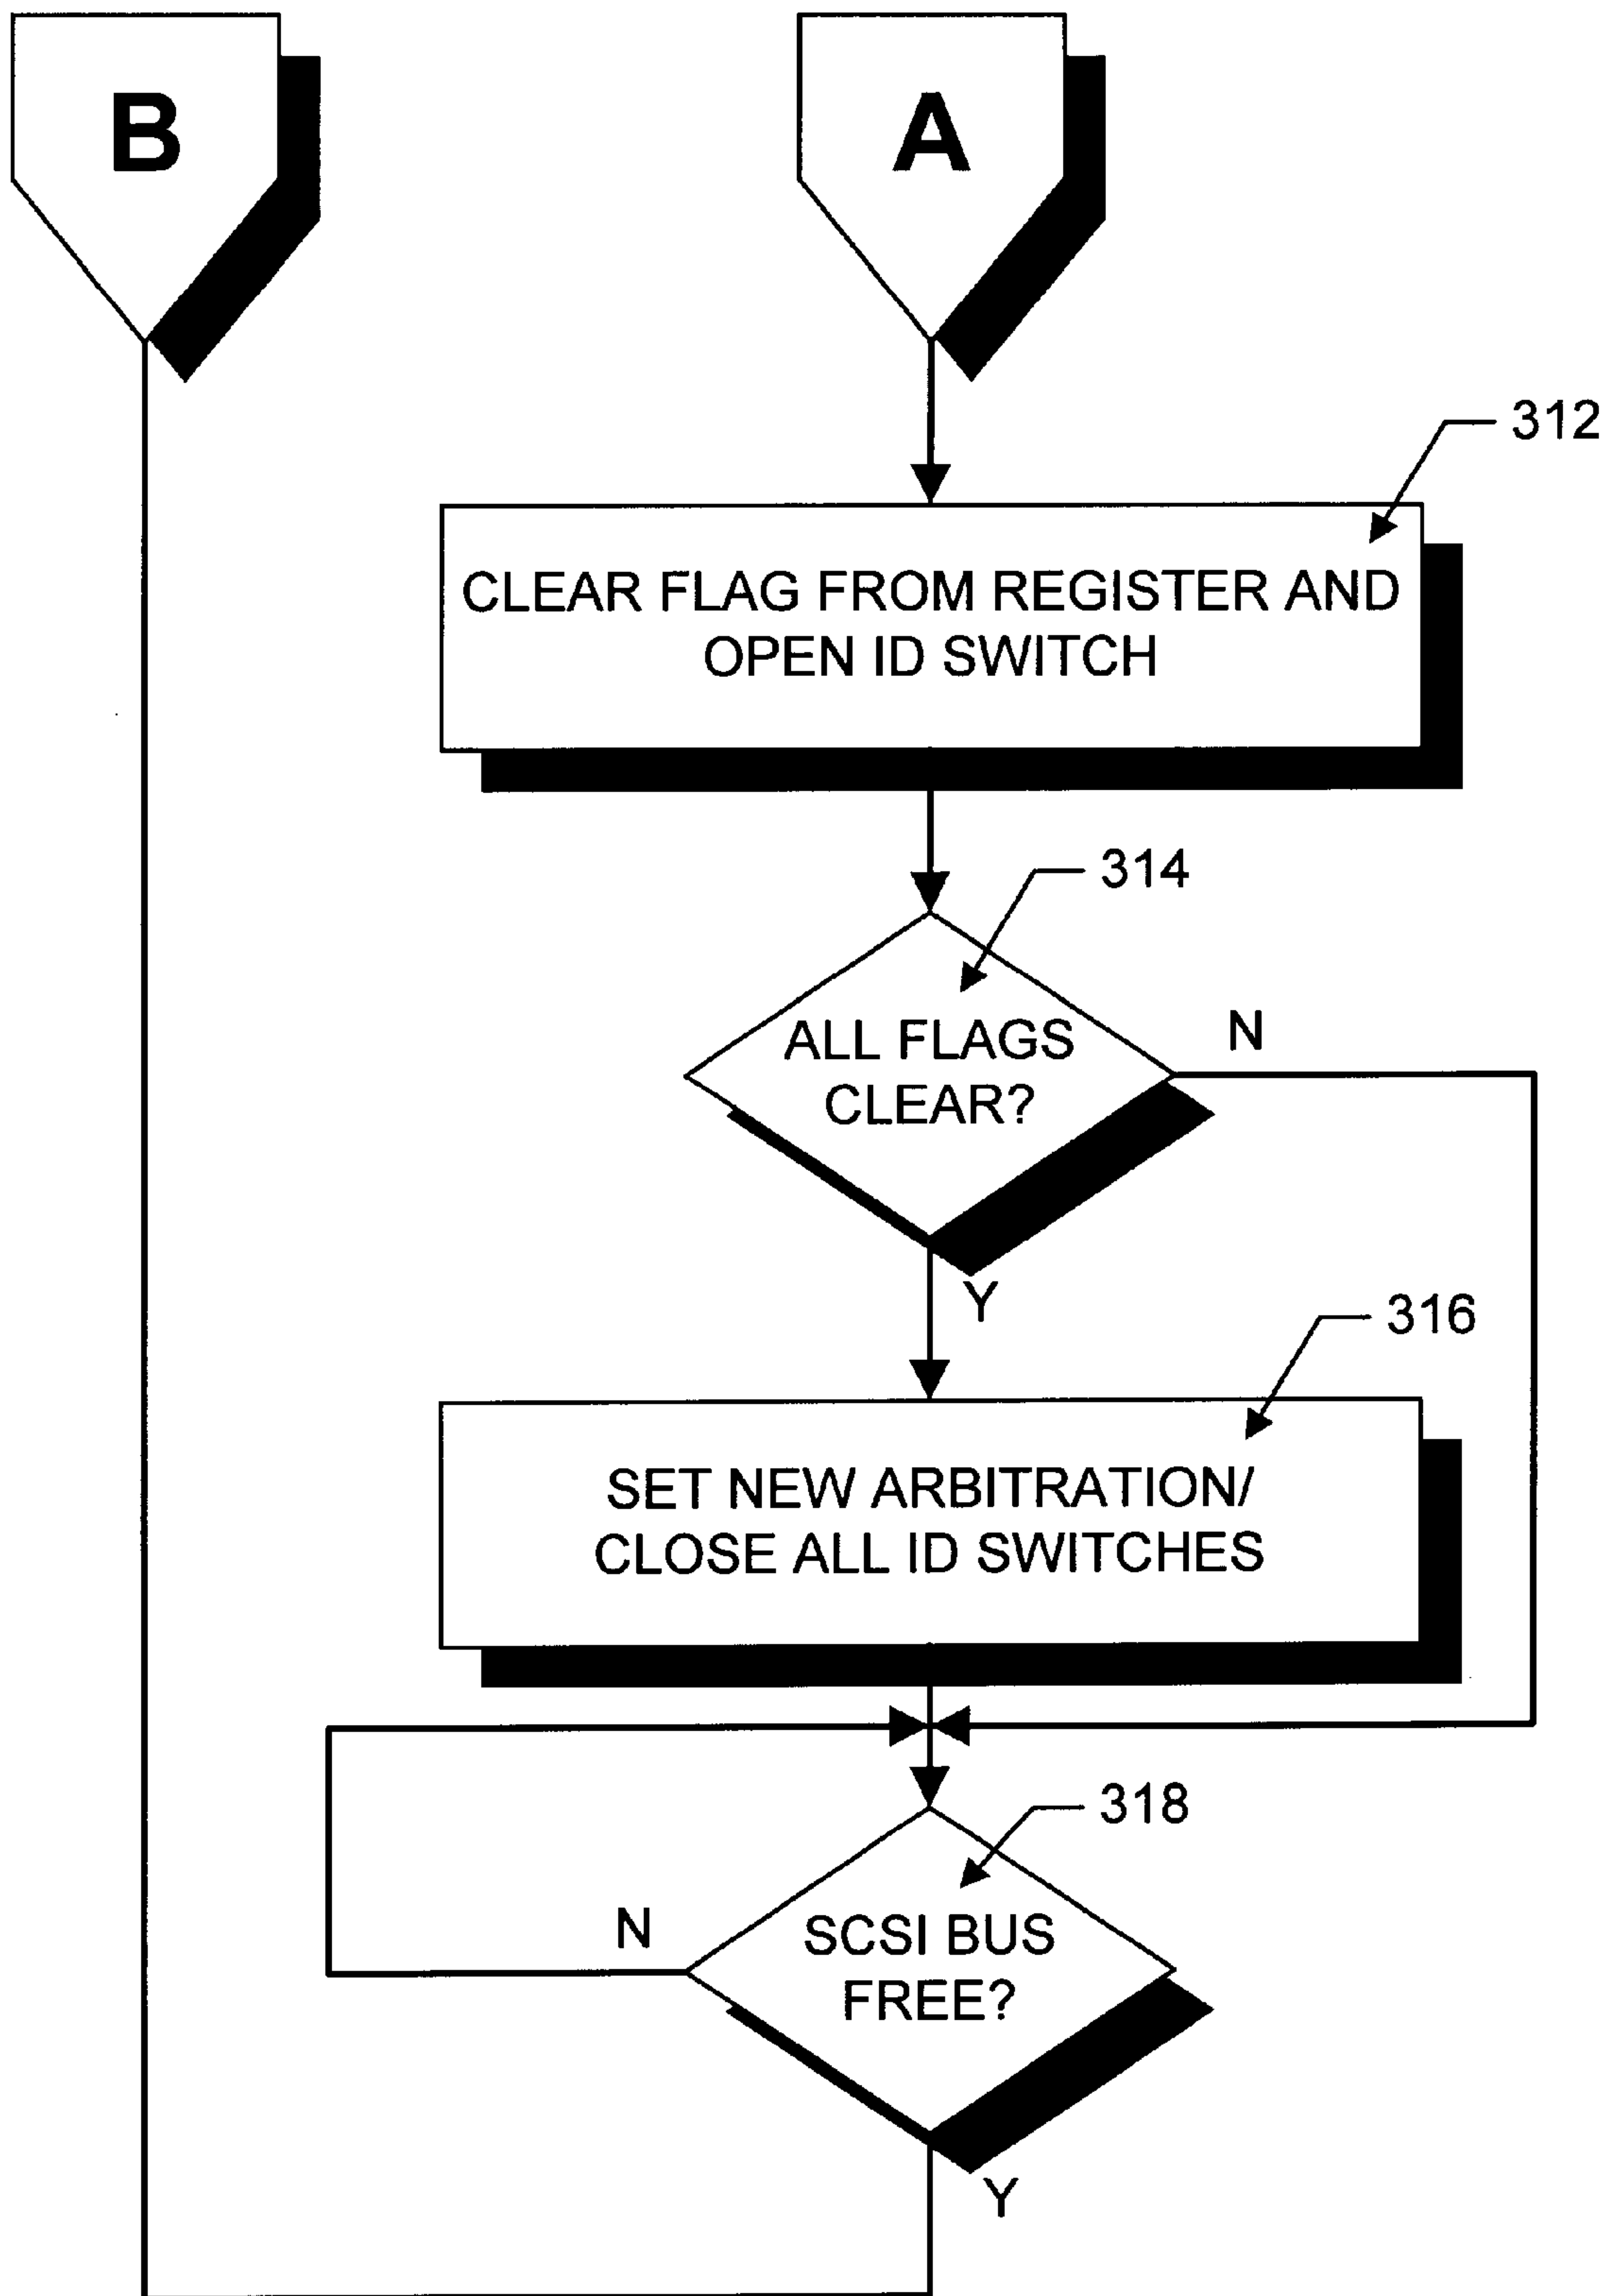 B
A
312
CLEAR FLAG FROM REGISTER AND
OPEN ID SWITCH
314
ALL FLAGS
CLEAR?
N
Y
316
SET NEW ARBITRATION/
CLOSE ALL ID SWITCHES
318
N
SCSI BUS
FREE?
Y